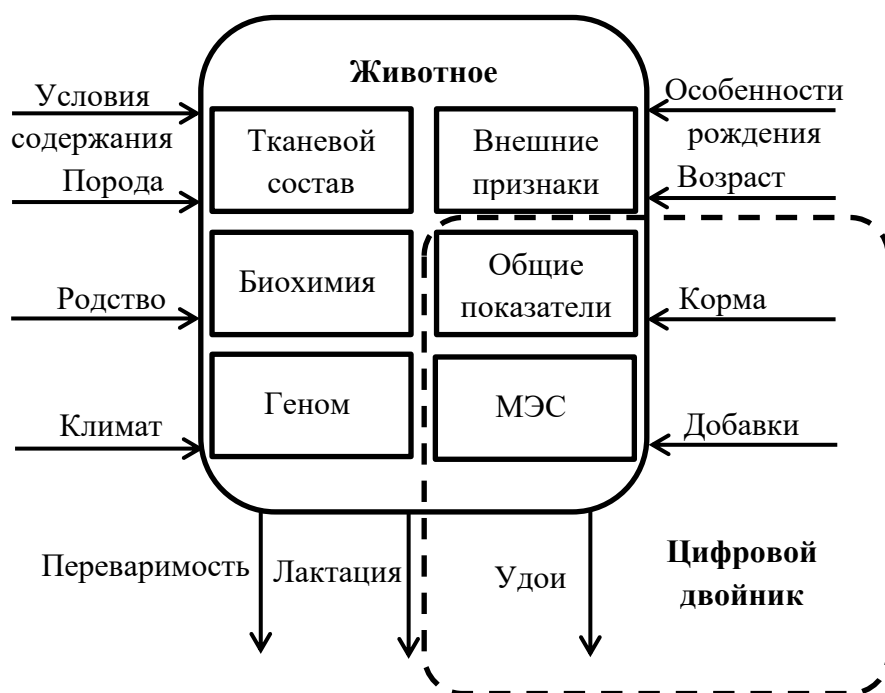 Животное
Условия
содержания
Порода
Родство
Климат
Тканевой
состав
Внешние
признаки
Биохимия
Общие
показатели
Геном
МЭС
Особенности
рождения
Возраст
Корма
Добавки
Переваримость
Лактация
Удои
Цифровой
двойник